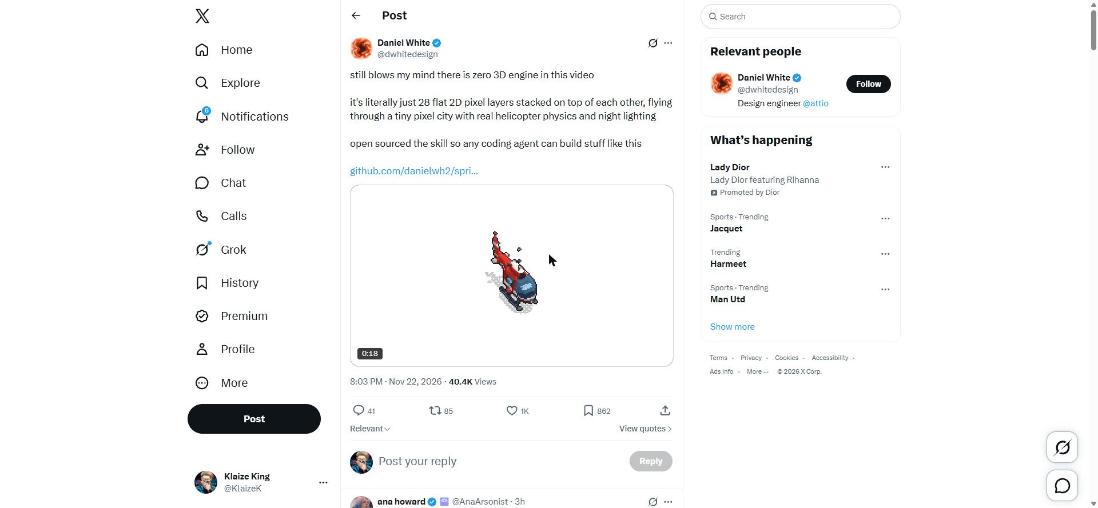 Home
Explore
6
Notifications
Follow
Chat
Calls
Grok
History
Premium
Profile
More
Post
Klaize King
@KlaizeK
Post
Daniel White
@dwhitedesign
still blows my mind there is zero 3D engine in this video
it's literally just 28 flat 2D pixel layers stacked on top of each other, flying
through a tiny pixel city with real helicopter physics and night lighting
open sourced the skill so any coding agent can build stuff like this
github.com/danielwh2/spri...
0:18
8:03 PM · Nov 22, 2026 · 40.4K Views
41 85 1K 862
Relevant View quotes
Post your reply Reply
ana howard @AnaArsonist · 3h
Search
Relevant people
Daniel White
@dwhitedesign
Follow
Design engineer @attio
What's happening
Lady Dior
Lady Dior featuring Rihanna
Promoted by Dior
Sports · Trending
Jacquet
Trending
Harmeet
Sports · Trending
Man Utd
Show more
Terms · Privacy · Cookies · Accessibility ·
Ads info · More ··· © 2026 X Corp.